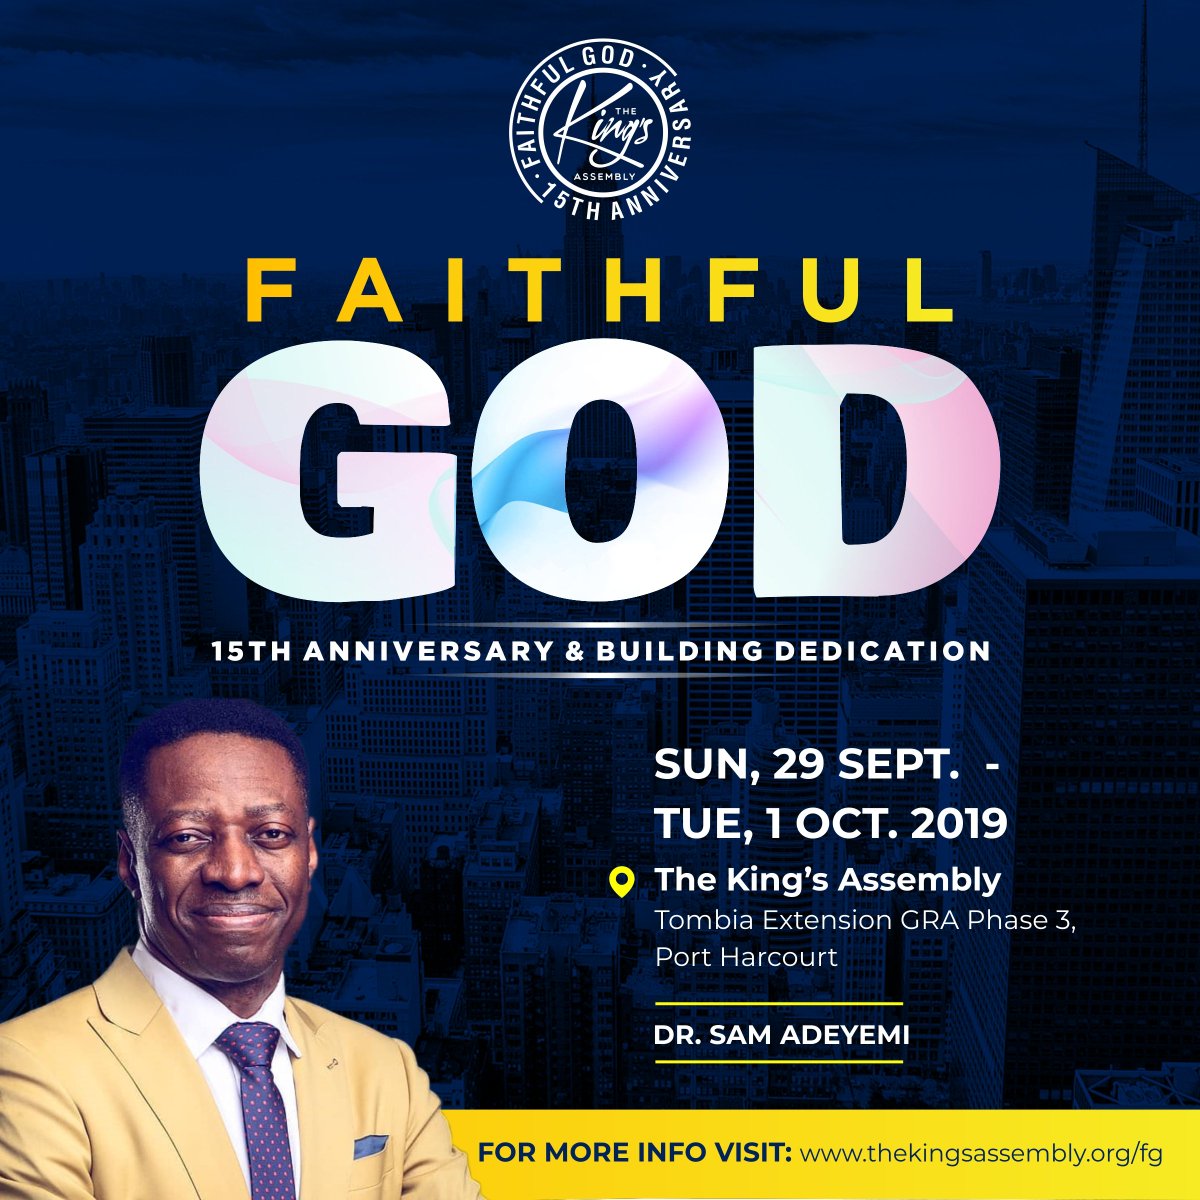 FAITHFUL GOD · 15TH ANNIVERSARY ·
THE
King's
ASSEMBLY
FAITHFUL
GOD
15TH ANNIVERSARY & BUILDING DEDICATION
SUN, 29 SEPT. -
TUE, 1 OCT. 2019
The King’s Assembly
Tombia Extension GRA Phase 3,
Port Harcourt
DR. SAM ADEYEMI
FOR MORE INFO VISIT: www.thekingsassembly.org/fg